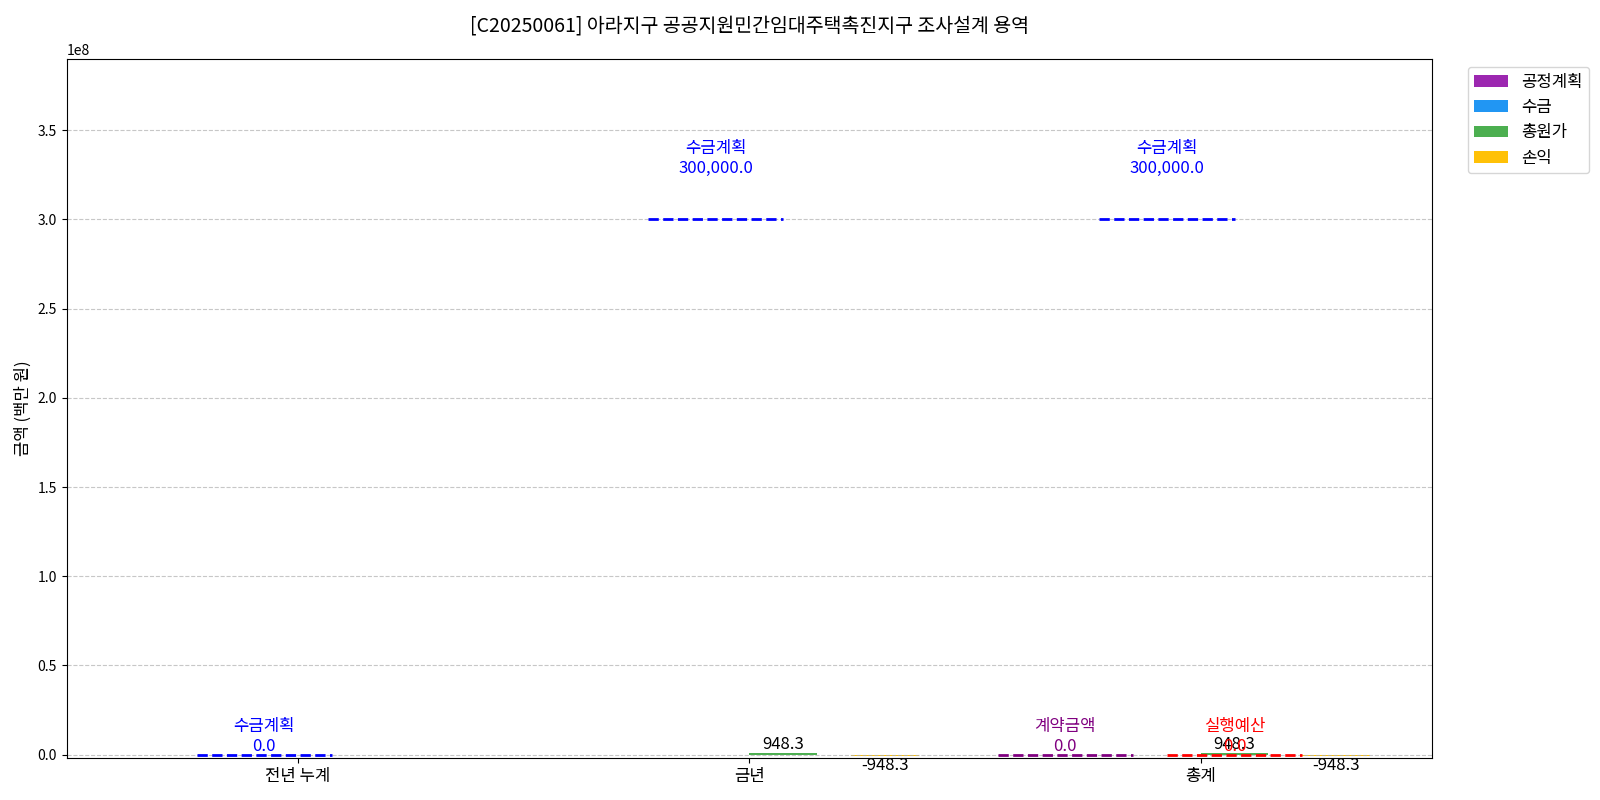 [C20250061] 아라지구 공공지원민간임대주택촉진지구 조사설계 용역
1e8
공정계획
수금
총원가
손익
금액 (백만 원)
3.5
3.0
2.5
2.0
1.5
1.0
0.5
0.0
수금계획
300,000.0
수금계획
300,000.0
수금계획
0.0
948.3
-948.3
계약금액
0.0
실행예산
0.0
948.3
-948.3
전년 누계
금년
총계